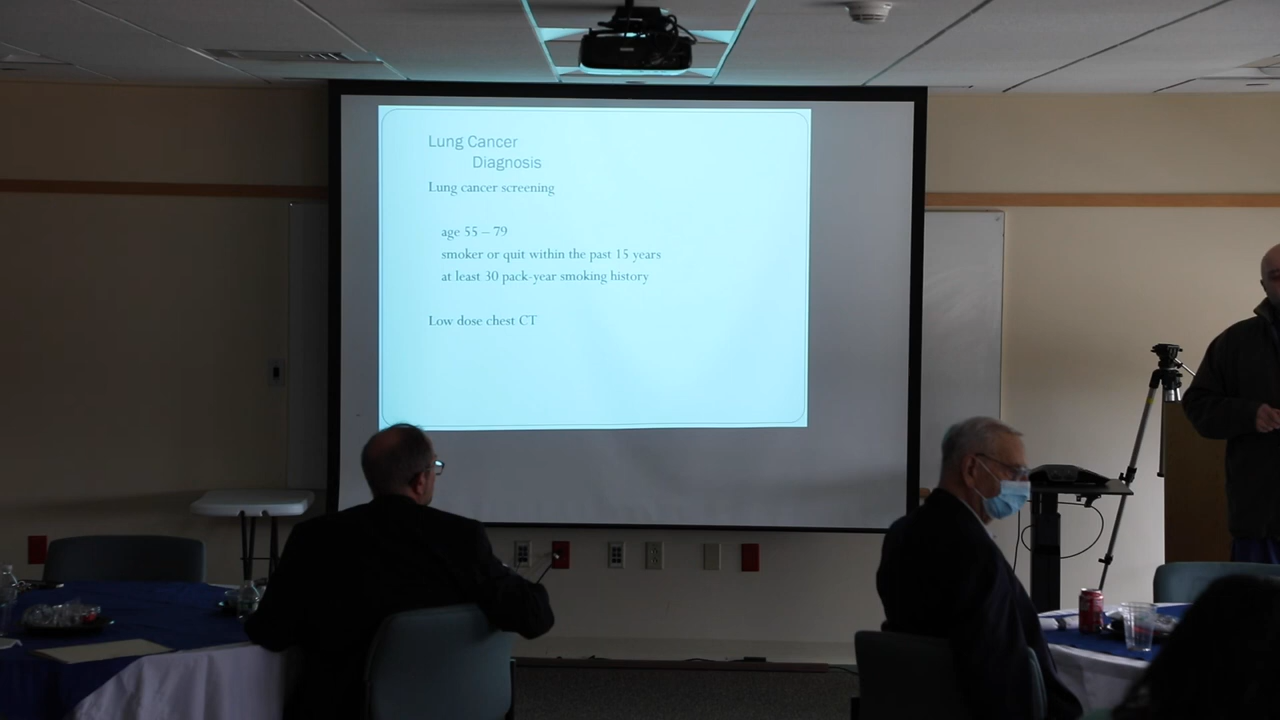 Lung Cancer
Diagnosis
Lung cancer screening
age 55 – 79
smoker or quit within the past 15 years
at least 30 pack-year smoking history
Low dose chest CT